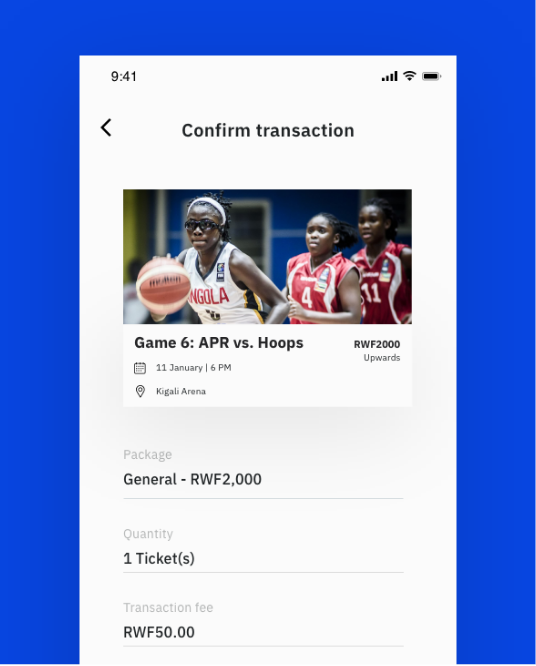 9:41
Confirm transaction
molten
NGOLA
4
11
Game 6: APR vs. Hoops
RWF2000
Upwards
11 January | 6 PM
Kigali Arena
Package
General - RWF2,000
Quantity
1 Ticket(s)
Transaction fee
RWF50.00